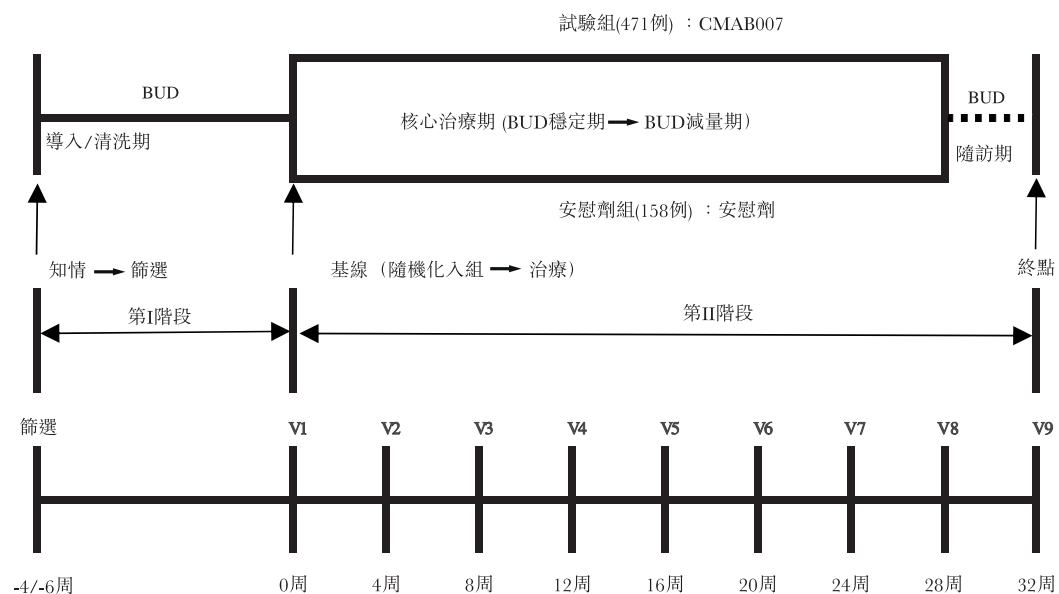 試驗組(471例) ：CMAB007
BUD
BUD
核心治療期 (BUD穩定期 BUD減量期)
導入/清洗期
隨訪期
安慰劑組(158例) ：安慰劑
知情 篩選
基線（隨機化入組 治療）
終點
第I階段
第II階段
篩選 V1 V2 V3 V4 V5 V6 V7 V8 V9
-4/-6周 0周 4周 8周 12周 16周 20周 24周 28周 32周